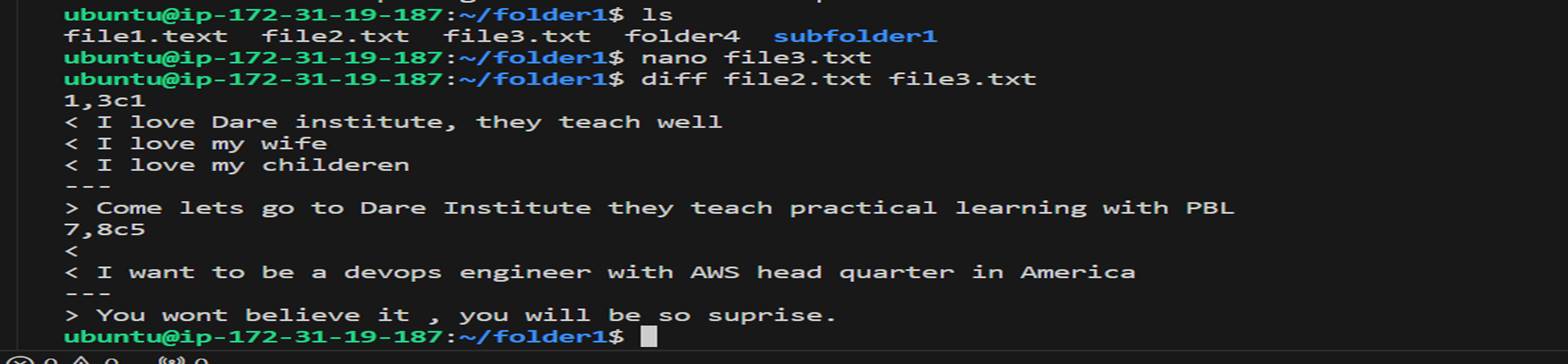 ubuntu@ip-172-31-19-187:~/folder1$ ls
file1.text  file2.txt  file3.txt  folder4  subfolder1
ubuntu@ip-172-31-19-187:~/folder1$ nano file3.txt
ubuntu@ip-172-31-19-187:~/folder1$ diff file2.txt file3.txt
1,3c1
< I love Dare institute, they teach well
< I love my wife
< I love my childeren
---
> Come lets go to Dare Institute they teach practical learning with PBL
7,8c5
<
< I want to be a devops engineer with AWS head quarter in America
---
> You wont believe it , you will be so suprise.
ubuntu@ip-172-31-19-187:~/folder1$